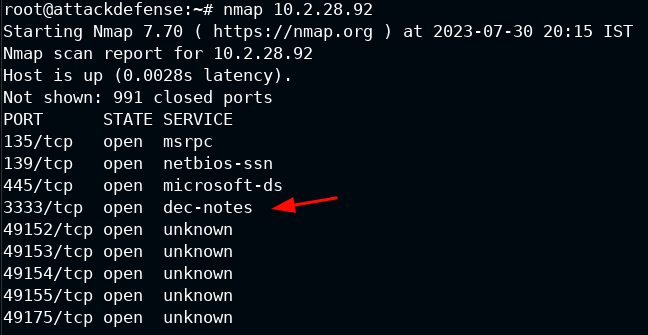 root@attackdefense:~# nmap 10.2.28.92
Starting Nmap 7.70 ( https://nmap.org ) at 2023-07-30 20:15 IST
Nmap scan report for 10.2.28.92
Host is up (0.0028s latency).
Not shown: 991 closed ports
PORT      STATE SERVICE
135/tcp   open  msrpc
139/tcp   open  netbios-ssn
445/tcp   open  microsoft-ds
3333/tcp  open  dec-notes
49152/tcp open  unknown
49153/tcp open  unknown
49154/tcp open  unknown
49155/tcp open  unknown
49175/tcp open  unknown